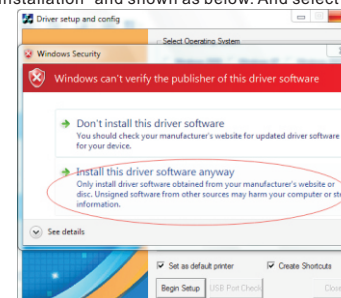 Installation" and shown as below. And select
Driver setup and config
Select Operating System
Windows Security
Windows can't verify the publisher of this driver software
Don't install this driver software
You should check your manufacturer's website for updated driver software
for your device.
Install this driver software anyway
Only install driver software obtained from your manufacturer's website or
disc. Unsigned software from other sources may harm your computer or
information.
See details
Set as default printer Create Shortcuts
Begin Setup USB Port Check